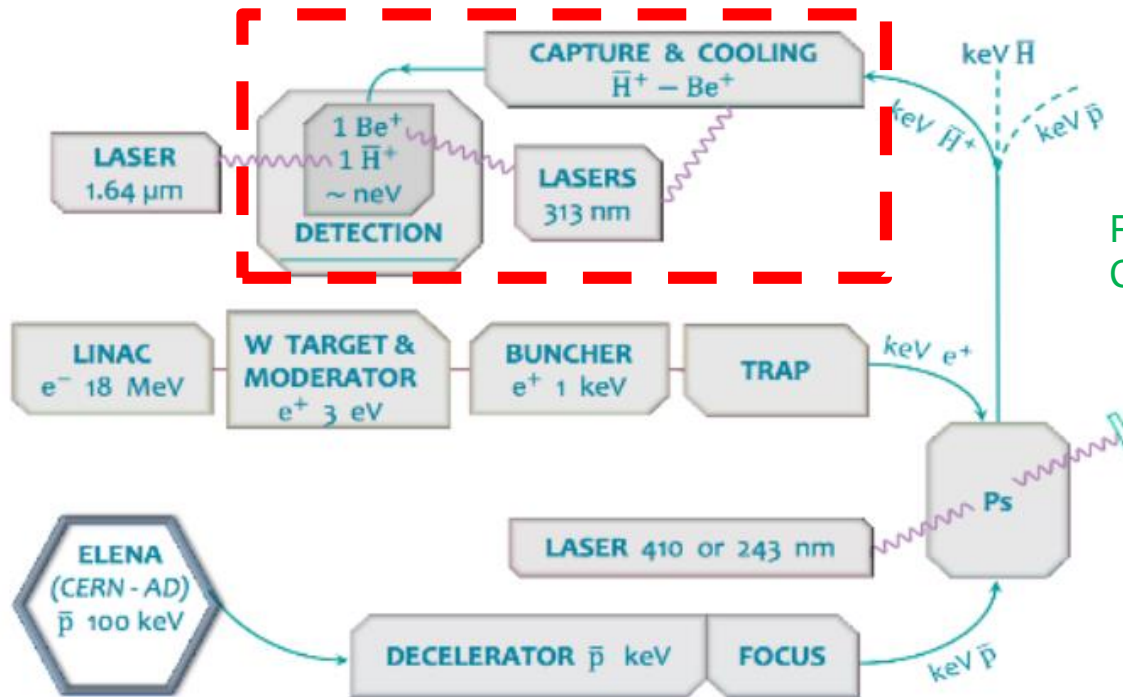 CAPTURE & COOLING
H̅⁺ – Be⁺
keV H̅
keV p̅
keV H̅⁺
1 Be⁺
1 H̅⁺
~ neV
DETECTION
LASER
1.64 µm
LASERS
313 nm
P
LINAC
e⁻ 18 MeV
W TARGET &
MODERATOR
e⁺ 3 eV
BUNCHER
e⁺ 1 keV
TRAP
keV e⁺
Ps
LASER 410 or 243 nm
ELENA
(CERN - AD)
p̅ 100 keV
DECELERATOR p̅ keV
FOCUS
keV p̅